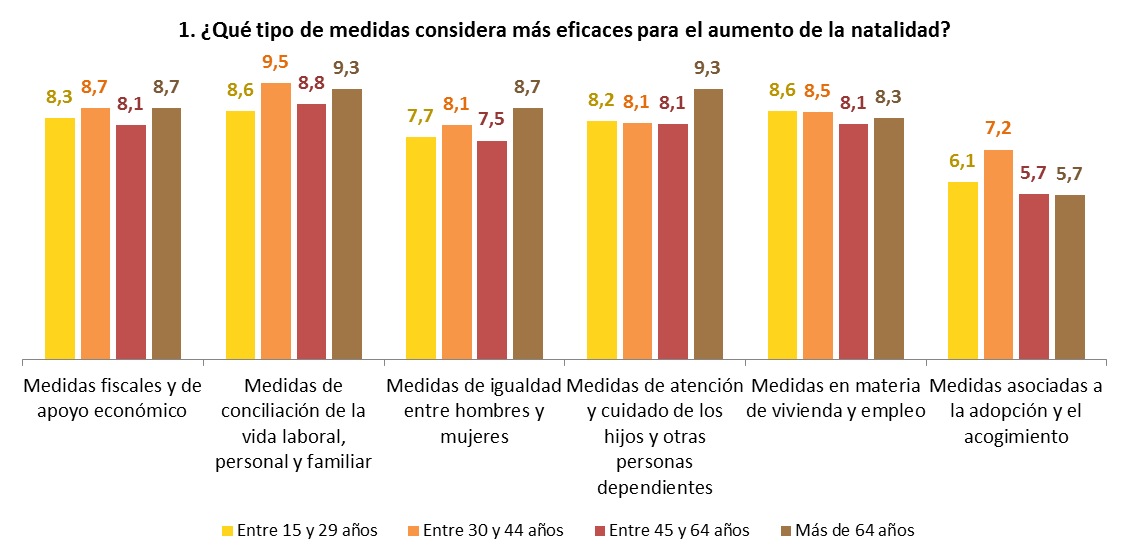 1. ¿Qué tipo de medidas considera más eficaces para el aumento de la natalidad?
8,3
8,7
8,1
8,7
8,6
9,5
8,8
9,3
7,7
8,1
7,5
8,7
8,2
8,1
8,1
9,3
8,6
8,5
8,1
8,3
6,1
7,2
5,7
5,7
Medidas fiscales y de
apoyo económico
Medidas de
conciliación de la
vida laboral,
personal y familiar
Medidas de igualdad
entre hombres y
mujeres
Medidas de atención
y cuidado de los
hijos y otras
personas
dependientes
Medidas en materia
de vivienda y empleo
Medidas asociadas a
la adopción y el
acogimiento
Entre 15 y 29 años
Entre 30 y 44 años
Entre 45 y 64 años
Más de 64 años